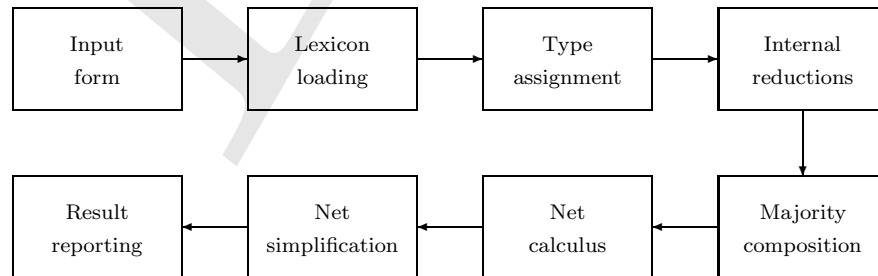 Input
form
Lexicon
loading
Type
assignment
Internal
reductions
Result
reporting
Net
simplification
Net
calculus
Majority
composition